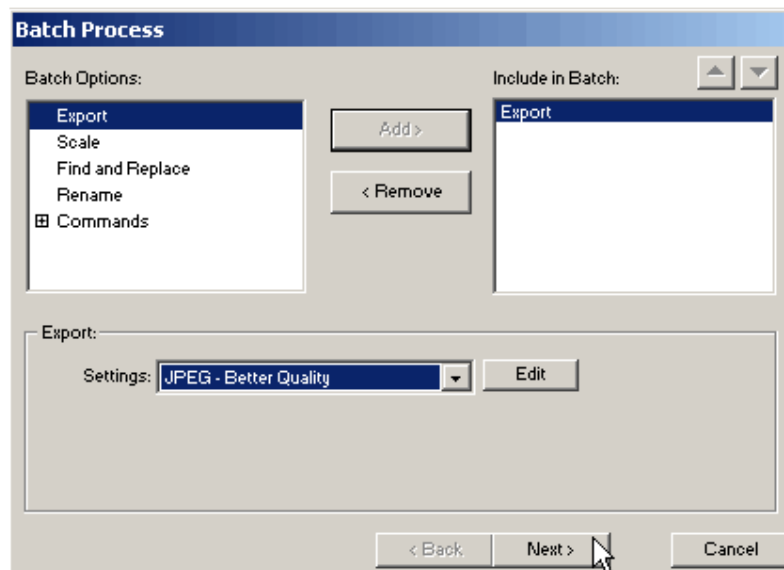 Batch Process
Batch Options:
Include in Batch:
Export
Scale
Find and Replace
Rename
Commands
Add >
< Remove
Export
Export:
Settings:
JPEG - Better Quality
Edit
< Back
Next >
Cancel